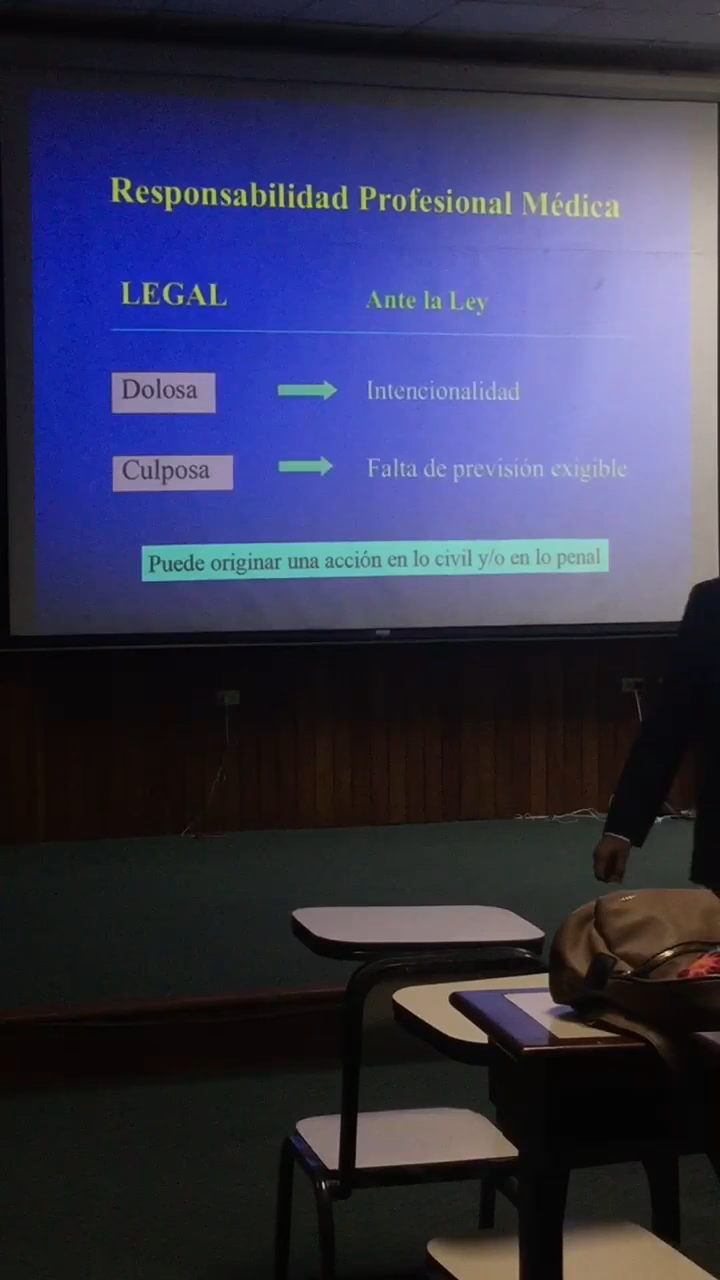 Responsabilidad Profesional Médica
LEGAL Ante la Ley
Dolosa Intencionalidad
Culposa Falta de previsión exigible
Puede originar una acción en lo civil y/o en lo penal